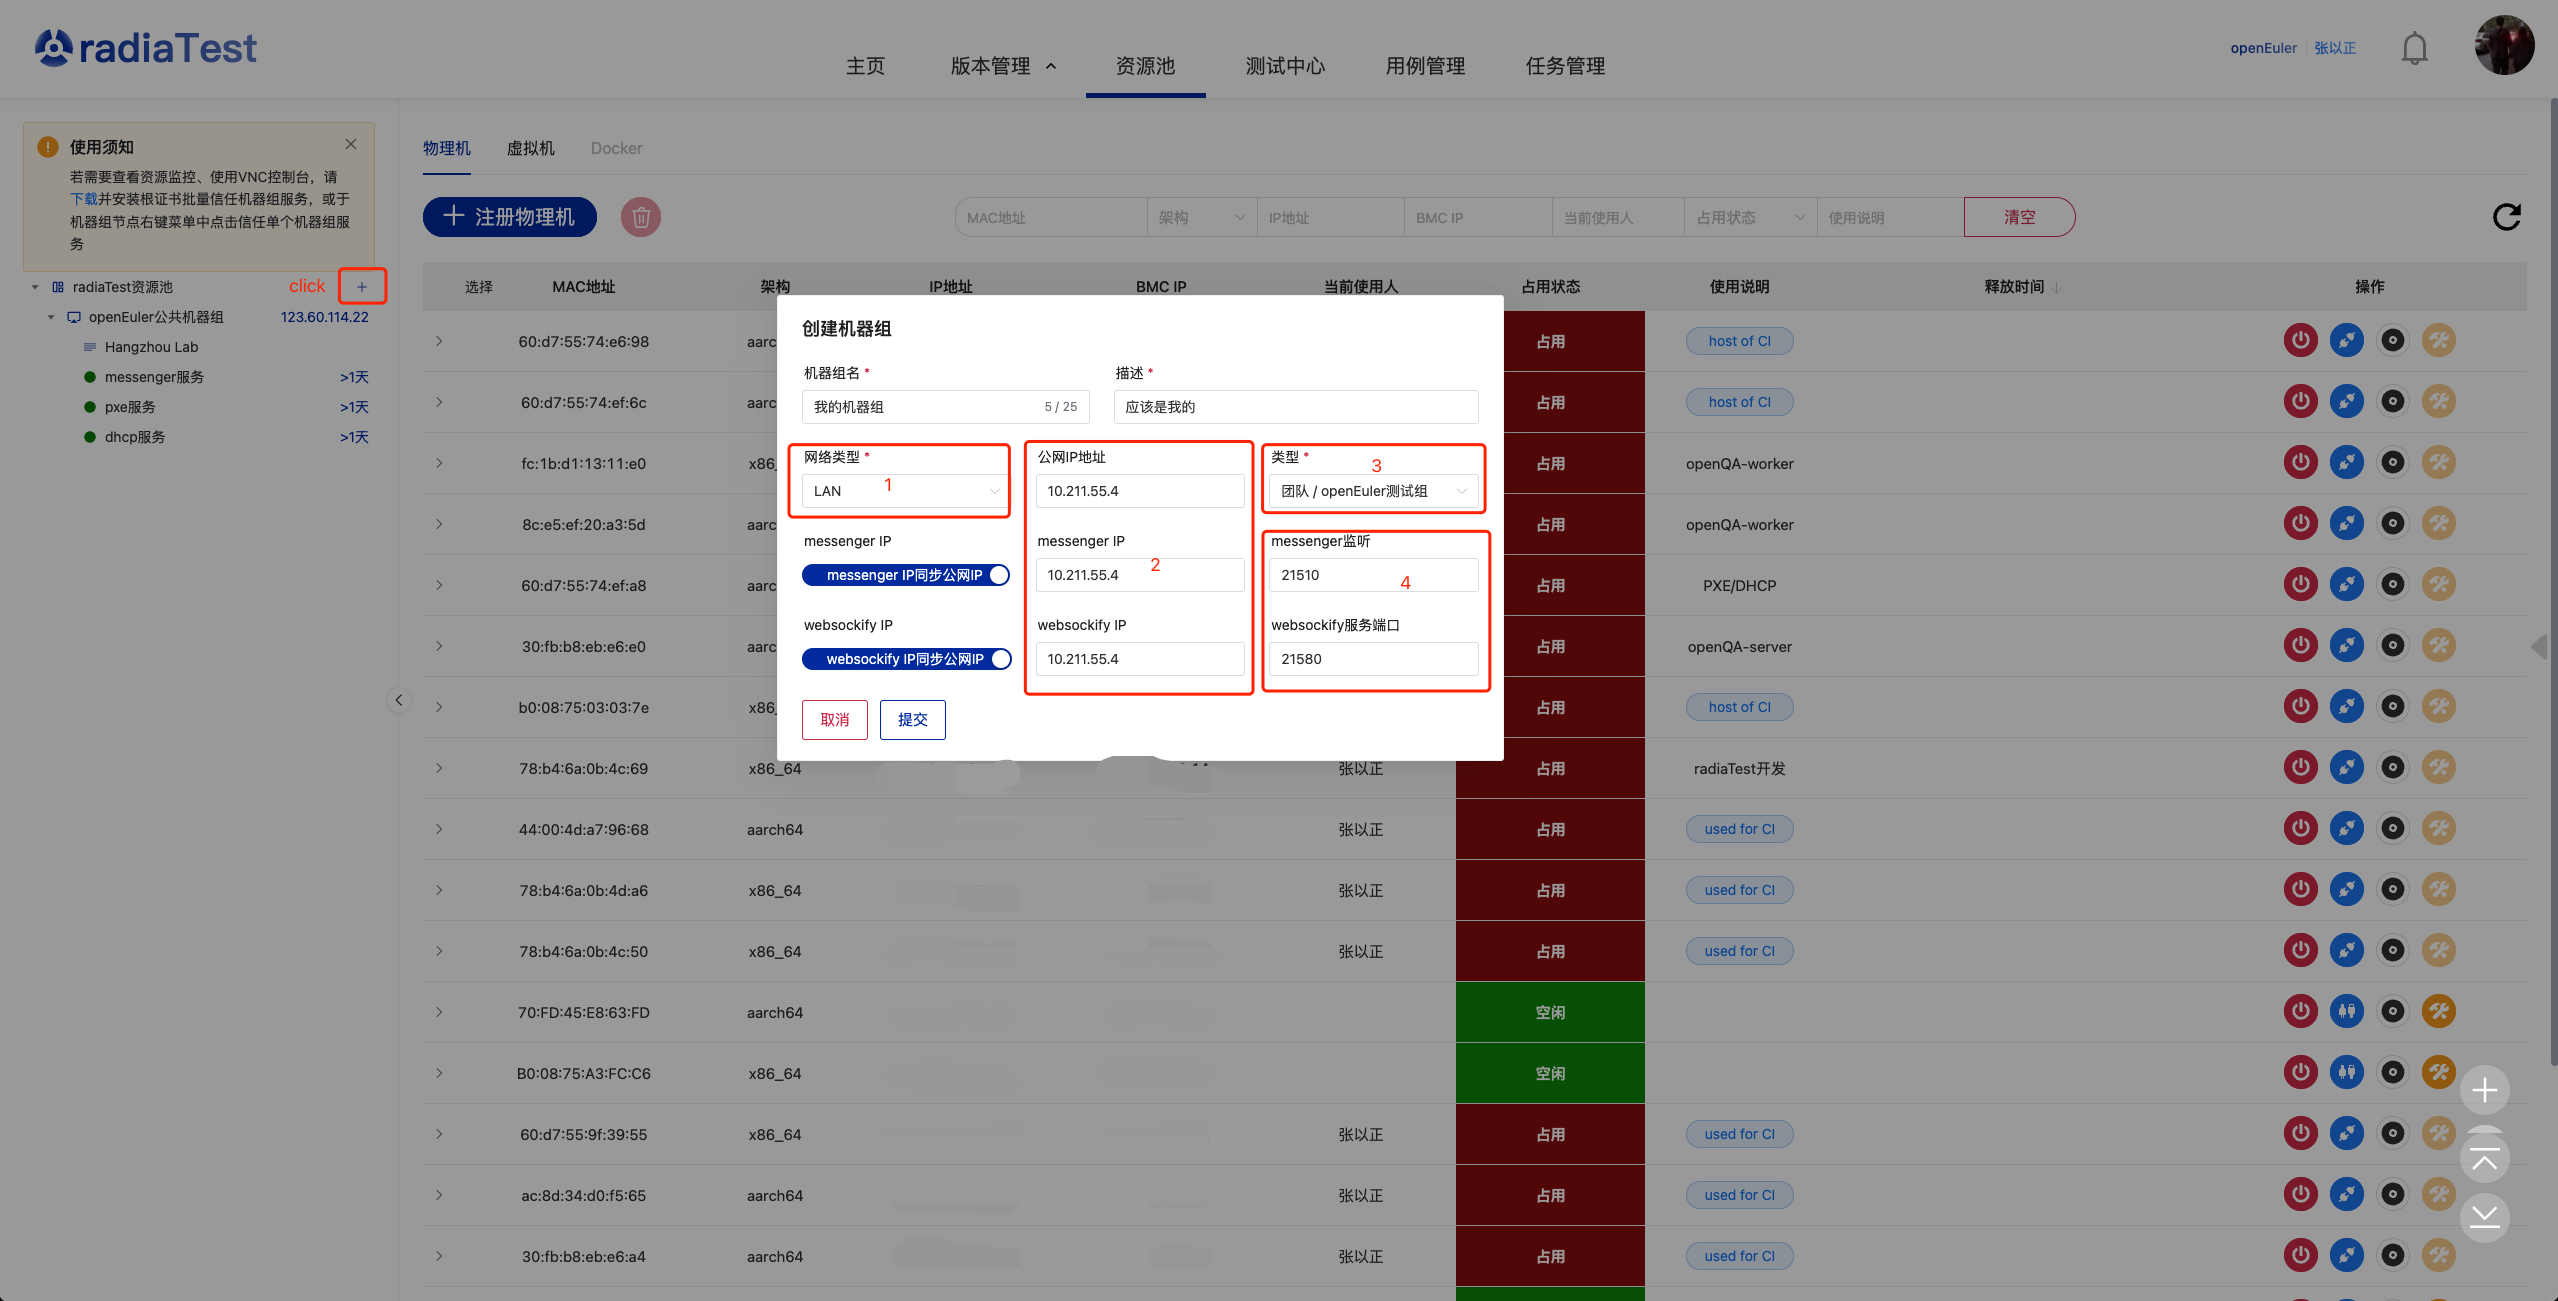 radiaTest
主页
版本管理
资源池
测试中心
用例管理
任务管理
openEuler
张以正
使用须知
若需要查看资源监控、使用VNC控制台，请
下载并安装根证书批量信任机器组服务，或于
机器组节点右键菜单中点击信任单个机器组服
务
radiaTest资源池
click
+
openEuler公共机器组 123.60.114.22
Hangzhou Lab
messenger服务 >1天
pxe服务 >1天
dhcp服务 >1天
物理机 虚拟机 Docker
注册物理机
MAC地址 架构 IP地址 BMC IP 当前使用人 占用状态 使用说明 清空
选择 MAC地址 架构 IP地址 BMC IP 当前使用人 占用状态 使用说明 释放时间 操作
60:d7:55:74:e6:98 aarc 占用 host of CI
60:d7:55:74:ef:6c aarc 占用 host of CI
fc:1b:d1:13:11:e0 x86_ 占用 openQA-worker
8c:e5:ef:20:a3:5d aarc 占用 openQA-worker
60:d7:55:74:ef:a8 aarc 占用 PXE/DHCP
30:fb:b8:eb:e6:e0 aarc 占用 openQA-server
b0:08:75:03:03:7e x86_ 占用 host of CI
78:b4:6a:0b:4c:69 x86_64 张以正 占用 radiaTest开发
44:00:4d:a7:96:68 aarch64 张以正 占用 used for CI
78:b4:6a:0b:4d:a6 x86_64 张以正 占用 used for CI
78:b4:6a:0b:4c:50 x86_64 张以正 占用 used for CI
70:FD:45:E8:63:FD aarch64 空闲
B0:08:75:A3:FC:C6 x86_64 空闲
60:d7:55:9f:39:55 x86_64 张以正 占用 used for CI
ac:8d:34:d0:f5:65 aarch64 张以正 占用 used for CI
30:fb:b8:eb:e6:a4 aarch64 张以正 占用 used for CI
创建机器组
机器组名 * 描述 *
我的机器组 5 / 25 应该是我的
网络类型 * 公网IP地址 类型 * 3
LAN 1 10.211.55.4 团队 / openEuler测试组
messenger IP messenger IP messenger监听
messenger IP同步公网IP 10.211.55.4 2 21510 4
websockify IP websockify IP websockify服务端口
websockify IP同步公网IP 10.211.55.4 21580
取消 提交